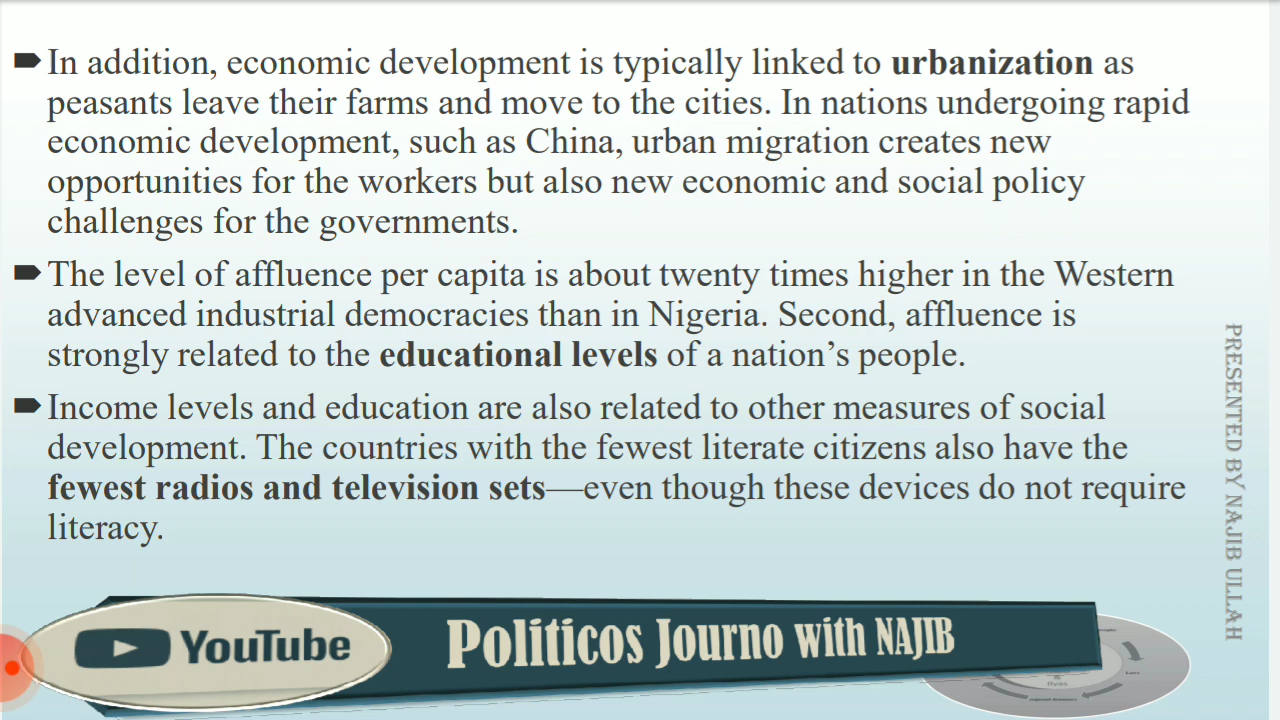 In addition, economic development is typically linked to urbanization as
peasants leave their farms and move to the cities. In nations undergoing rapid
economic development, such as China, urban migration creates new
opportunities for the workers but also new economic and social policy
challenges for the governments.
The level of affluence per capita is about twenty times higher in the Western
advanced industrial democracies than in Nigeria. Second, affluence is
strongly related to the educational levels of a nation’s people.
Income levels and education are also related to other measures of social
development. The countries with the fewest literate citizens also have the
fewest radios and television sets—even though these devices do not require
literacy.
PRESENTED BY NAJIB ULLAH
YouTube
Politicos Journo with NAJIB